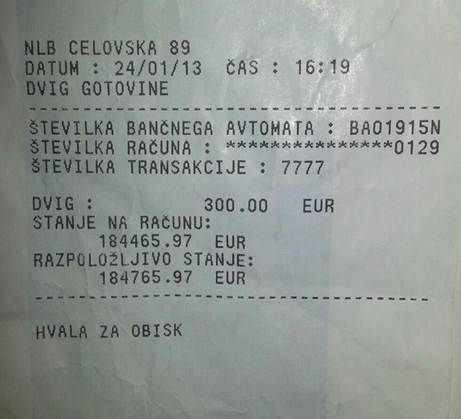 NLB CELOVSKA 89
DATUM : 24/01/13 ČAS : 16:19
DVIG GOTOVINE
ŠTEVILKA BANČNEGA AVTOMATA : BA01915N
ŠTEVILKA RAČUNA : ***************0129
ŠTEVILKA TRANSAKCIJE : 7777
DVIG : 300.00 EUR
STANJE NA RAČUNU:
184465.97 EUR
RAZPOLOŽLJIVO STANJE:
184765.97 EUR
HVALA ZA OBISK